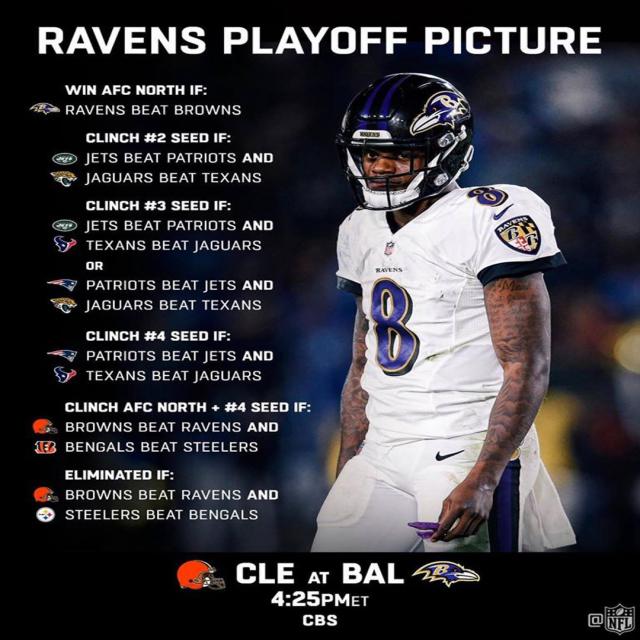 RAVENS PLAYOFF PICTURE
WIN AFC NORTH IF:
RAVENS BEAT BROWNS
CLINCH #2 SEED IF:
JETS BEAT PATRIOTS AND
JAGUARS BEAT TEXANS
CLINCH #3 SEED IF:
JETS BEAT PATRIOTS AND
TEXANS BEAT JAGUARS
OR
PATRIOTS BEAT JETS AND
JAGUARS BEAT TEXANS
CLINCH #4 SEED IF:
PATRIOTS BEAT JETS AND
TEXANS BEAT JAGUARS
CLINCH AFC NORTH + #4 SEED IF:
BROWNS BEAT RAVENS AND
BENGALS BEAT STEELERS
ELIMINATED IF:
BROWNS BEAT RAVENS AND
STEELERS BEAT BENGALS
RAVENS
8
8
RAVENS
CLE AT BAL
4:25PMET
CBS
@NFL